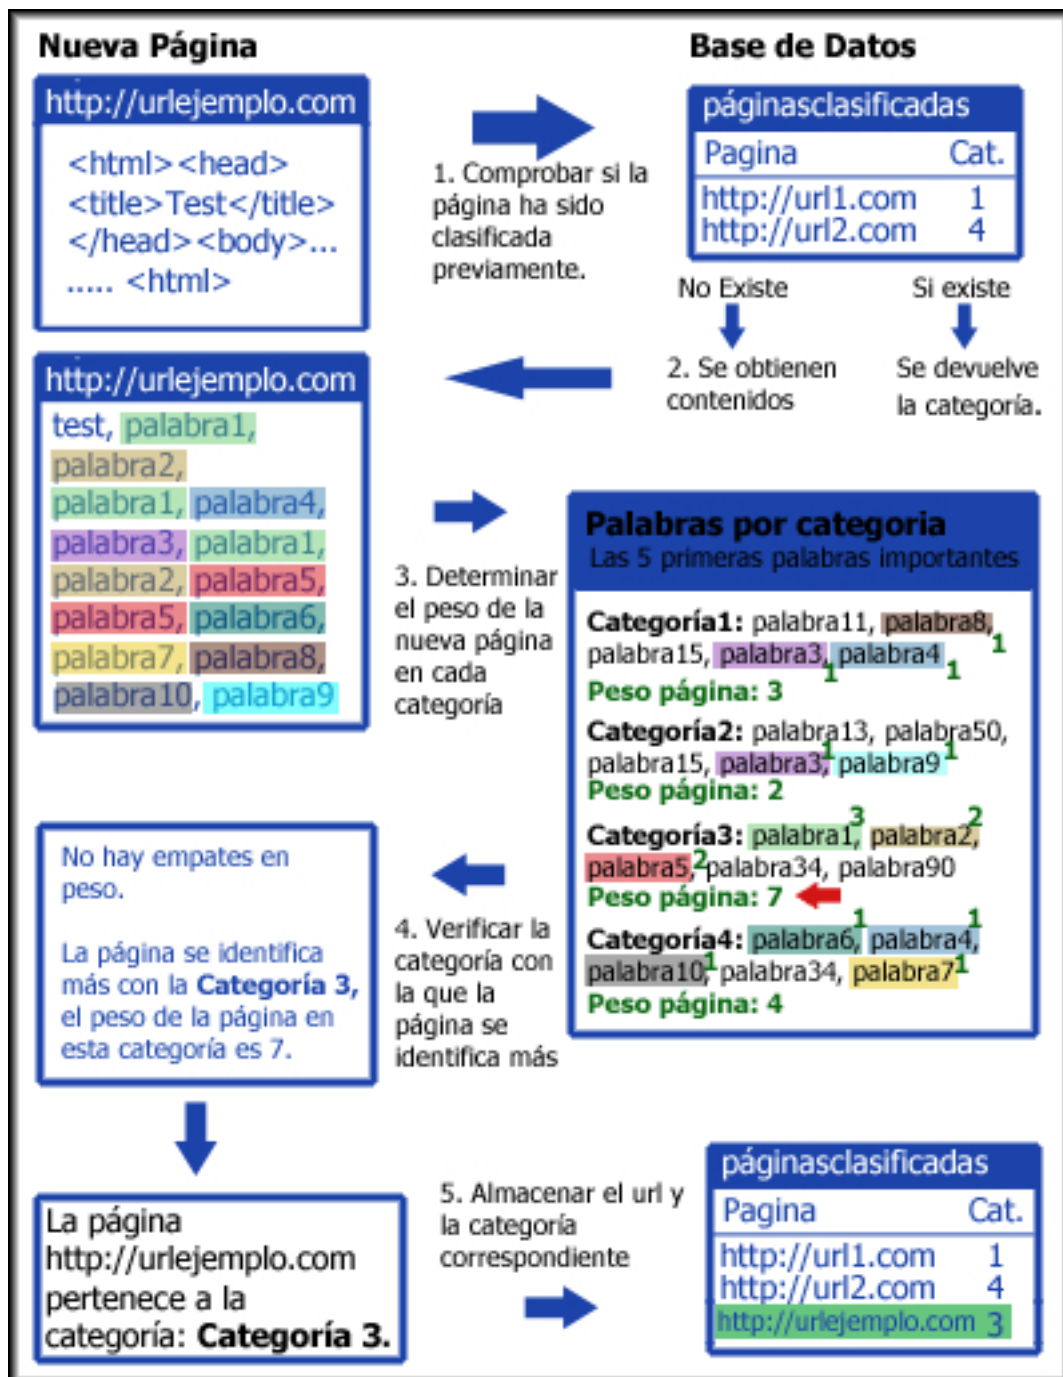 Nueva Página
Base de Datos
http://urlejemplo.com
<html><head>
<title>Test</title>
</head><body>...
..... <html>
1. Comprobar si la
página ha sido
clasificada
previamente.
páginasclasificadas
Pagina Cat.
http://url1.com 1
http://url2.com 4
No Existe
Si existe
2. Se obtienen
contenidos
Se devuelve
la categoría.
http://urlejemplo.com
test, palabra1,
palabra2,
palabra1, palabra4,
palabra3, palabra1,
palabra2, palabra5,
palabra5, palabra6,
palabra7, palabra8,
palabra10, palabra9
3. Determinar
el peso de la
nueva página
en cada
categoría
Palabras por categoria
Las 5 primeras palabras importantes
Categoría1: palabra11, palabra8, 1
palabra15, palabra3, 1 palabra4 1
Peso página: 3
Categoría2: palabra13, palabra50,
palabra15, palabra3, 1 palabra9 1
Peso página: 2
Categoría3: palabra1, 3 palabra2, 2
palabra5, 2 palabra34, palabra90
Peso página: 7
Categoría4: palabra6, 1 palabra4, 1
palabra10, 1 palabra34, palabra7 1
Peso página: 4
4. Verificar la
categoría con
la que la
página se
identifica más
No hay empates en
peso.
La página se identifica
más con la Categoría 3,
el peso de la página en
esta categoría es 7.
La página
http://urlejemplo.com
pertenece a la
categoría: Categoría 3.
5. Almacenar el url y
la categoría
correspondiente
páginasclasificadas
Pagina Cat.
http://url1.com 1
http://url2.com 4
http://urlejemplo.com 3